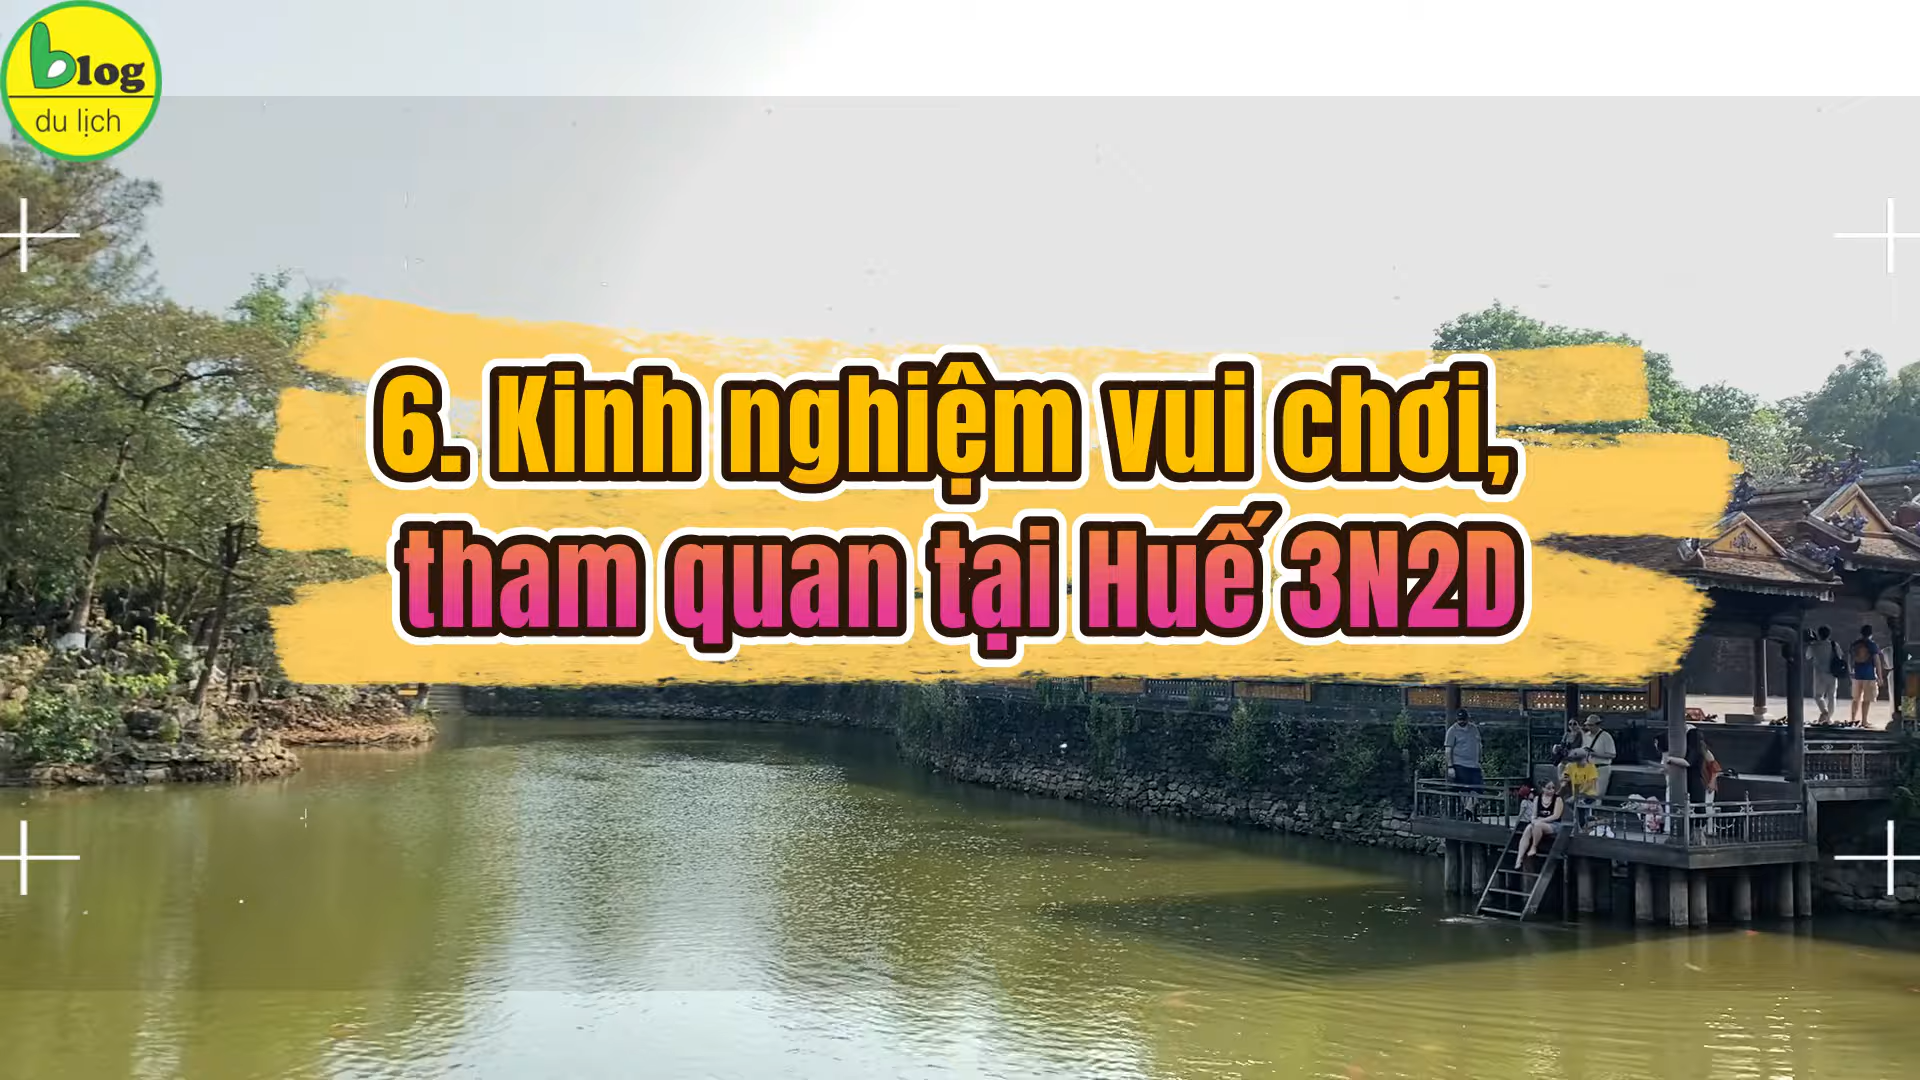 blog
du lịch
6. Kinh nghiệm vui chơi,
tham quan tại Huế 3N2D